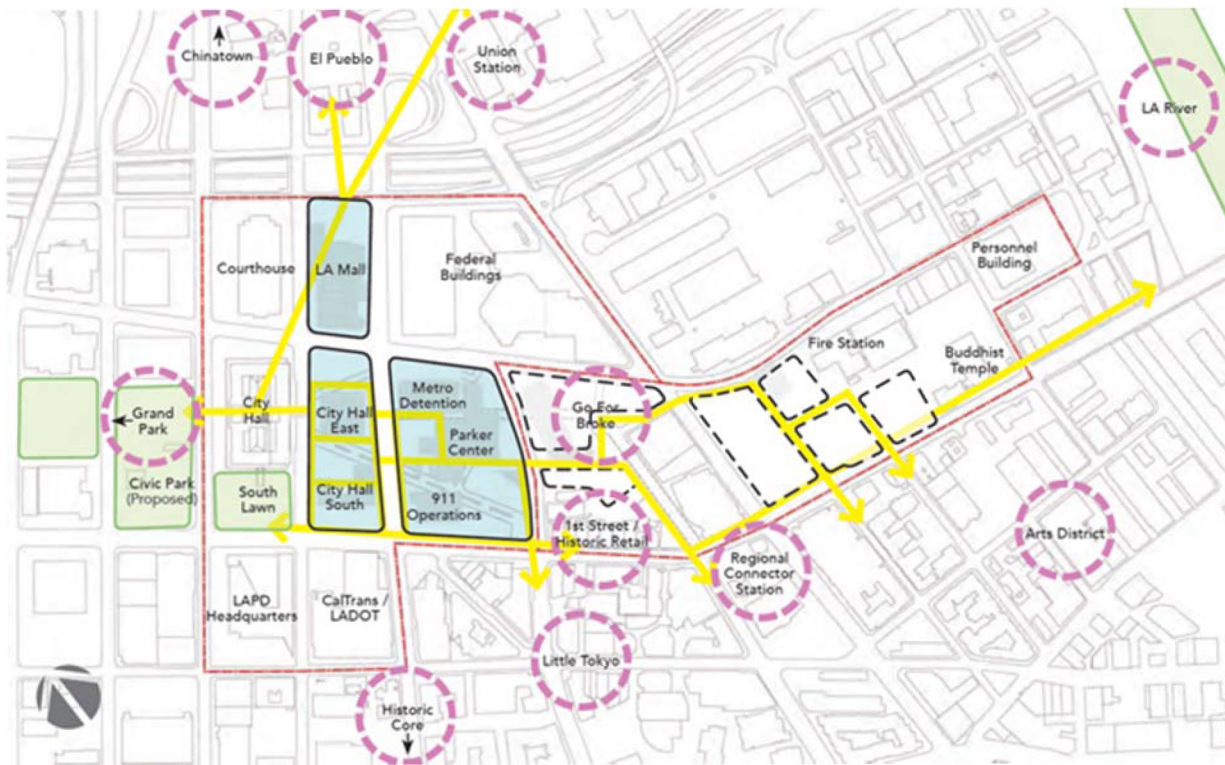 Chinatown
El Pueblo
Union
Station
LA River
Courthouse
LA Mall
Federal
Buildings
Personnel
Building
Fire Station
Buddhist
Temple
Grand
Park
City
Hall
City Hall
East
Metro
Detention
Parker
Center
Go For
Broke
Civic Park
(Proposed)
South
Lawn
City Hall
South
911
Operations
1st Street /
Historic Retail
Regional
Connector
Station
Arts District
LAPD
Headquarters
CalTrans /
LADOT
Little Tokyo
Historic
Core